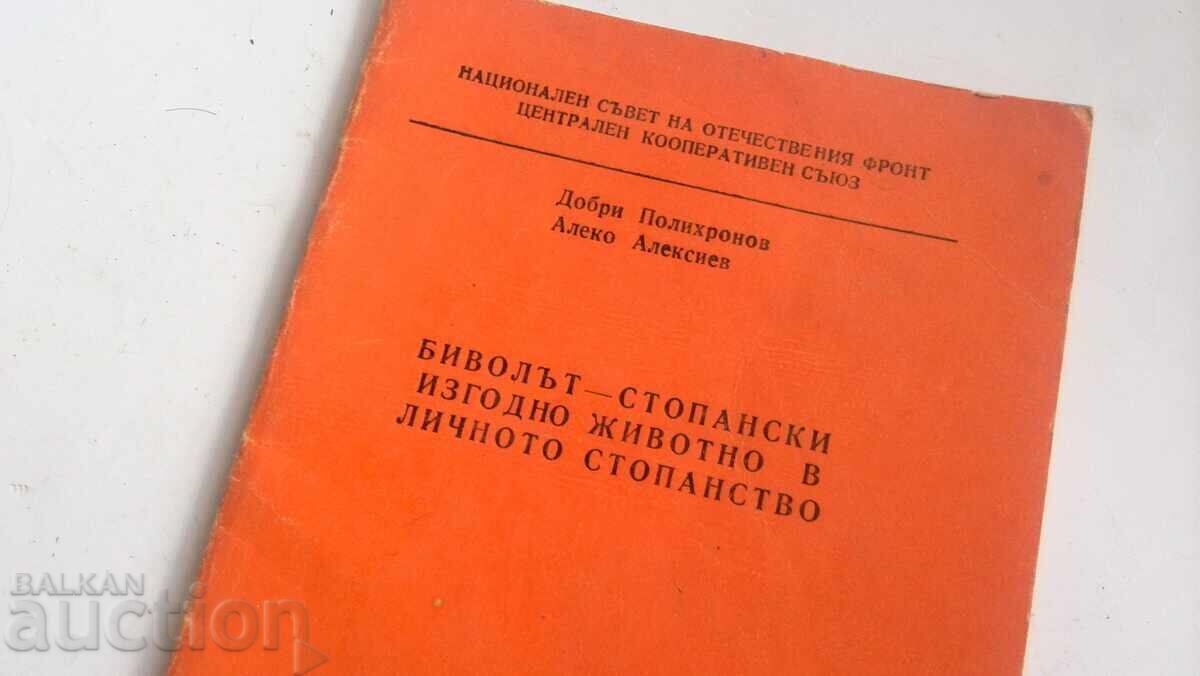 НАЦИОНАЛЕН СЪВЕТ НА ОТЕЧЕСТВЕНИЯ ФРОНТ
ЦЕНТРАЛЕН КООПЕРАТИВЕН СЪЮЗ
Добри Полихронов
Алеко Алексиев
БИВОЛЪТ—СТОПАНСКИ
ИЗГОДНО ЖИВОТНО В
ЛИЧНОТО СТОПАНСТВО
BALKAN
auction